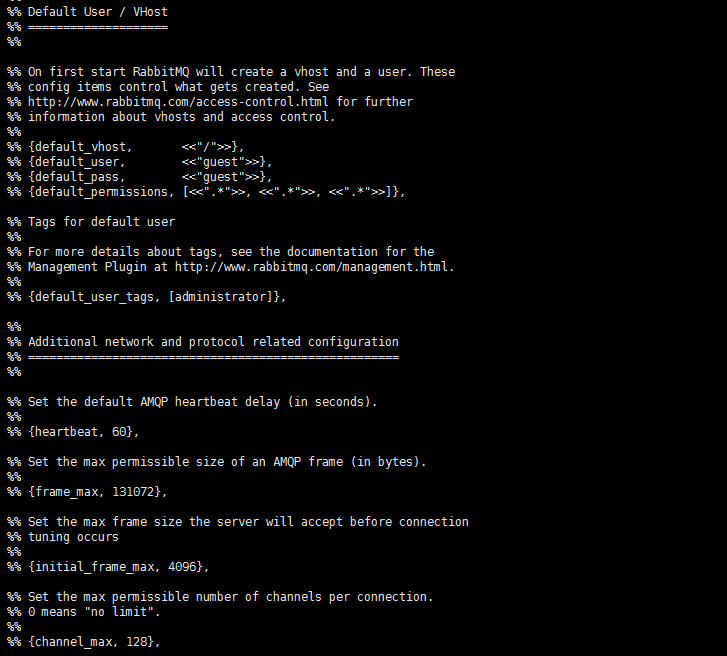 %% Default User / VHost
%% ====================
%%
%% On first start RabbitMQ will create a vhost and a user. These
%% config items control what gets created. See
%% http://www.rabbitmq.com/access-control.html for further
%% information about vhosts and access control.
%%
%% {default_vhost,       <<"/">>},
%% {default_user,        <<"guest">>},
%% {default_pass,        <<"guest">>},
%% {default_permissions, [<<".*">>, <<".*">>, <<".*">>]},
%% Tags for default user
%%
%% For more details about tags, see the documentation for the
%% Management Plugin at http://www.rabbitmq.com/management.html.
%%
%% {default_user_tags, [administrator]},
%%
%% Additional network and protocol related configuration
%% =====================================================
%%
%% Set the default AMQP heartbeat delay (in seconds).
%%
%% {heartbeat, 60},
%% Set the max permissible size of an AMQP frame (in bytes).
%%
%% {frame_max, 131072},
%% Set the max frame size the server will accept before connection
%% tuning occurs
%%
%% {initial_frame_max, 4096},
%% Set the max permissible number of channels per connection.
%% 0 means "no limit".
%%
%% {channel_max, 128},